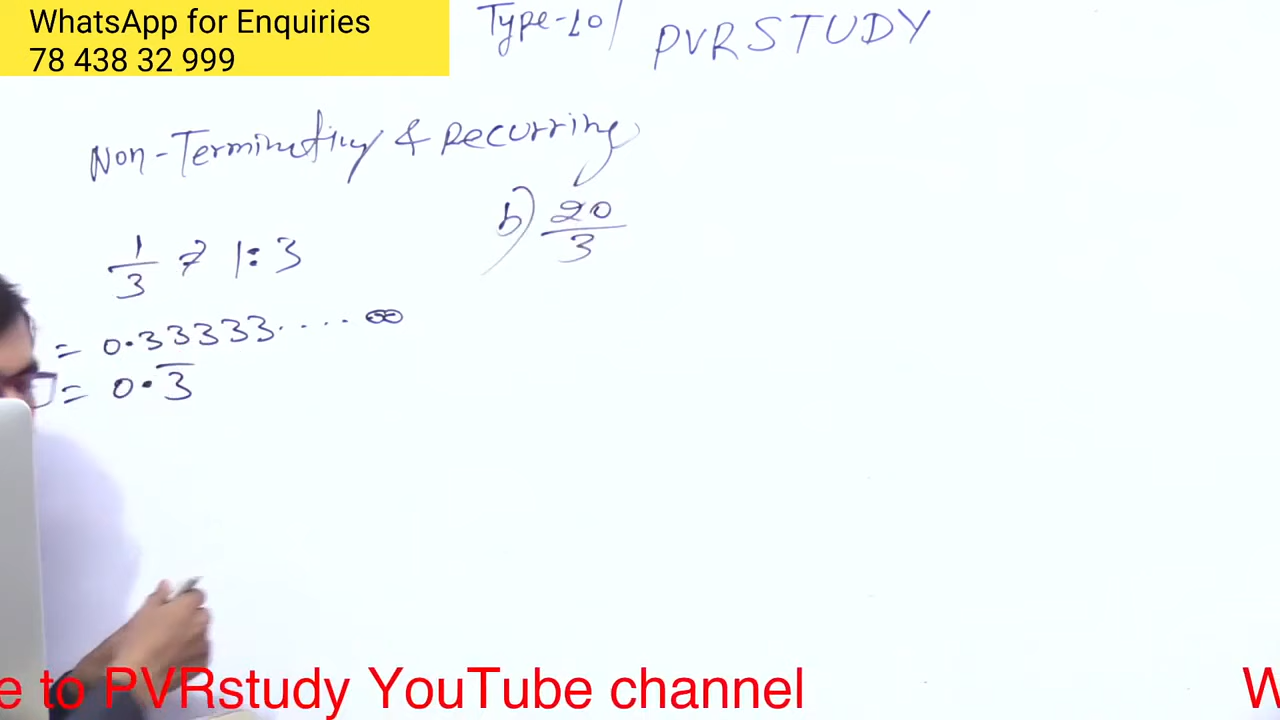 WhatsApp for Enquiries
78 438 32 999
Type-10/ PVRSTUDY
Non-Terminating & Recurring
1/3 ⇒ 1:3
= 0.33333.... ∞
= 0.3̅
b) 20/3
e to PVRstudy YouTube channel
W